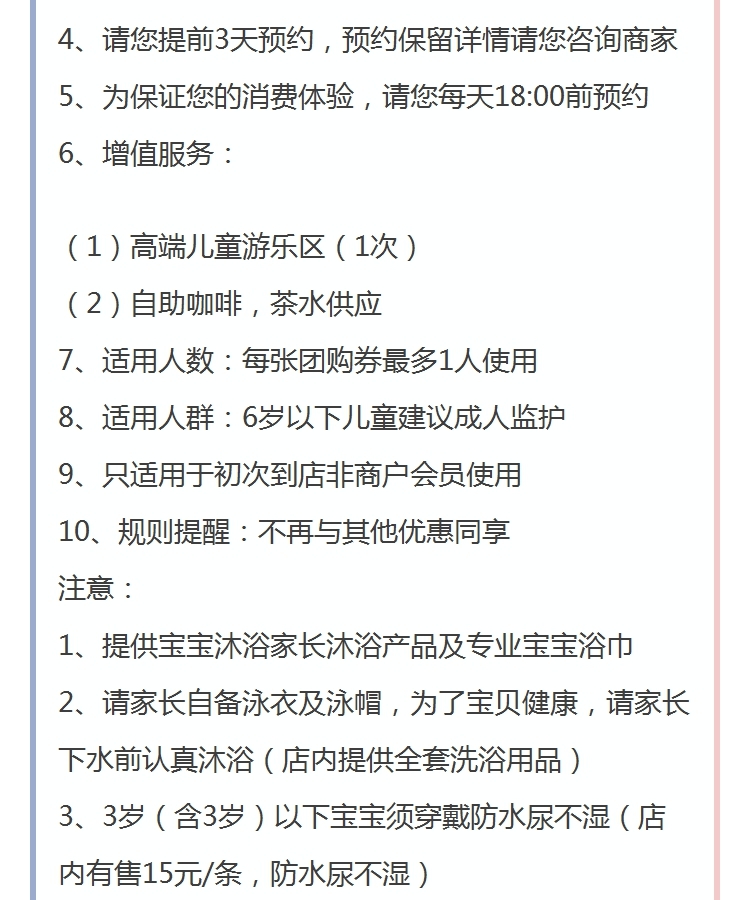 4、请您提前3天预约，预约保留详情请您咨询商家
5、为保证您的消费体验，请您每天18:00前预约
6、增值服务：
（1）高端儿童游乐区（1次）
（2）自助咖啡，茶水供应
7、适用人数：每张团购券最多1人使用
8、适用人群：6岁以下儿童建议成人监护
9、只适用于初次到店非商户会员使用
10、规则提醒：不再与其他优惠同享
注意：
1、提供宝宝沐浴家长沐浴产品及专业宝宝浴巾
2、请家长自备泳衣及泳帽，为了宝贝健康，请家长
下水前认真沐浴（店内提供全套洗浴用品）
3、3岁（含3岁）以下宝宝须穿戴防水尿不湿（店
内有售15元/条，防水尿不湿）